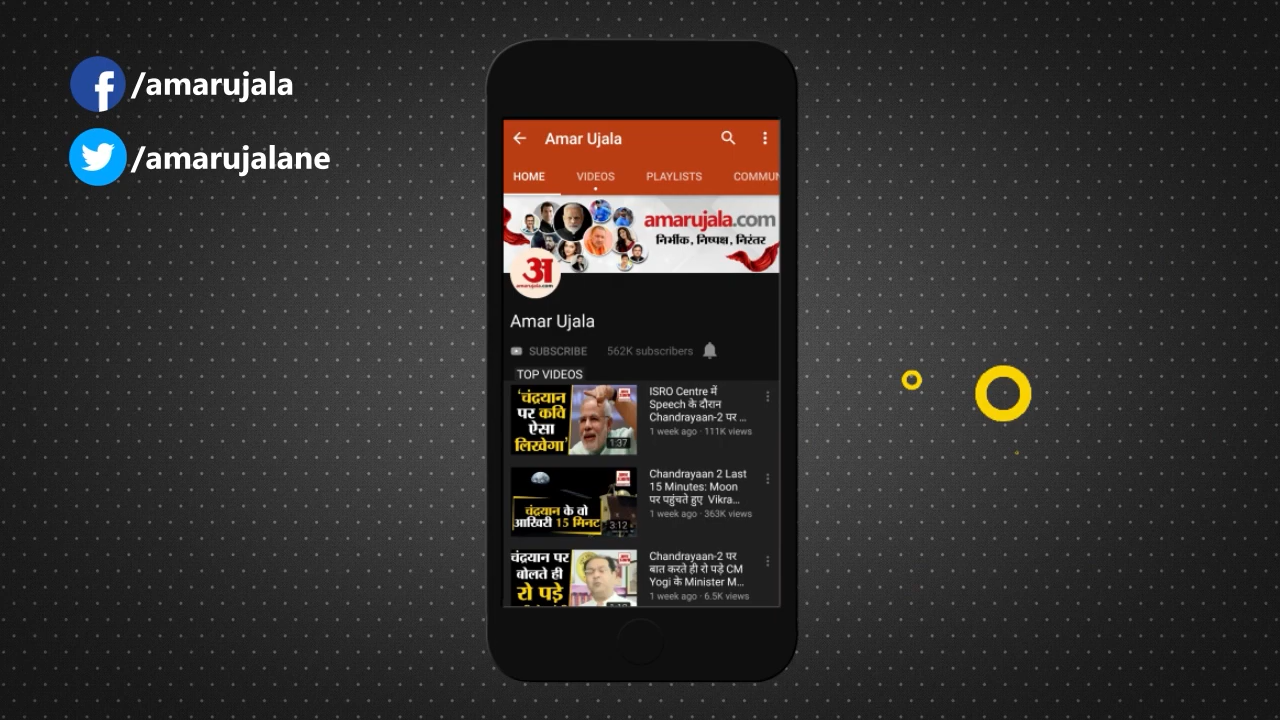 /amarujala
/amarujalane
Amar Ujala
HOME VIDEOS PLAYLISTS COMMUN
amarujala.com
निर्भीक, निष्पक्ष, निरंतर
अ
amarujala.com
Amar Ujala
SUBSCRIBE 562K subscribers
TOP VIDEOS
'चंद्रयान
पर कवि
ऐसा
लिखेगा'
1:37
ISRO Centre में
Speech के दौरान
Chandrayaan-2 पर ...
1 week ago · 111K views
चंद्रयान के वो
आखिरी 15 मिनट
3:12
Chandrayaan 2 Last
15 Minutes: Moon
पर पहुंचते हुए Vikra...
1 week ago · 363K views
चंद्रयान पर
बोलते ही
रो पड़े
Chandrayaan-2 पर
बात करते ही रो पड़े CM
Yogi के Minister M...
1 week ago · 6.5K views